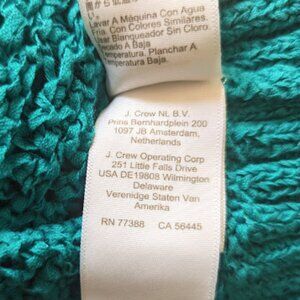 Lavar A Máquina Con Agua
Fría. Con Colores Similares.
Usar Blanqueador Sin Cloro.
Secado A Baja
Temperatura. Planchar A
Temperatura Baja.
J. Crew NL B.V.
Prins Bernhardplein 200
1097 JB Amsterdam,
Netherlands
J. Crew Operating Corp
251 Little Falls Drive
USA DE19808 Wilmington
Delaware
Verenidge Staten Van
Amerika
RN 77388 CA 56445